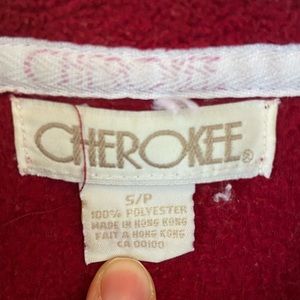 CHEROKEE®
S/P
100% POLYESTER
MADE IN HONG KONG
FAIT A HONG KONG
CA 00100